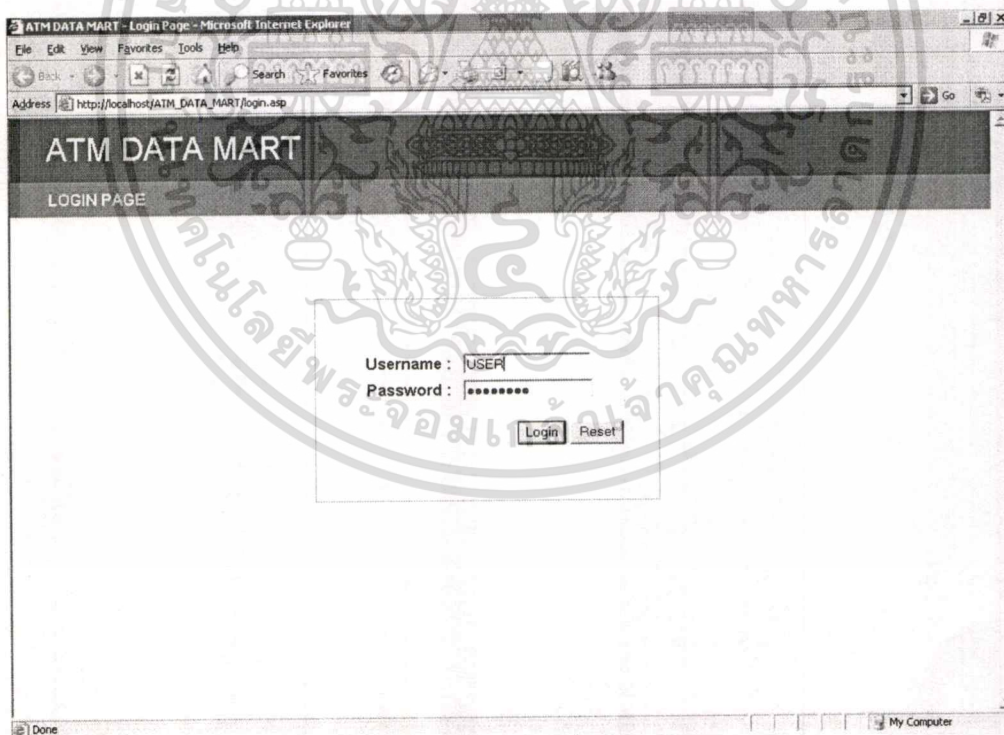 ATM DATA MART - Login Page - Microsoft Internet Explorer
File Edit View Favorites Tools Help
Back Search Favorites
Address http://localhost/ATM_DATA_MART/login.asp Go
ATM DATA MART
LOGIN PAGE
Username : USER
Password : ••••••••
Login Reset
Done My Computer